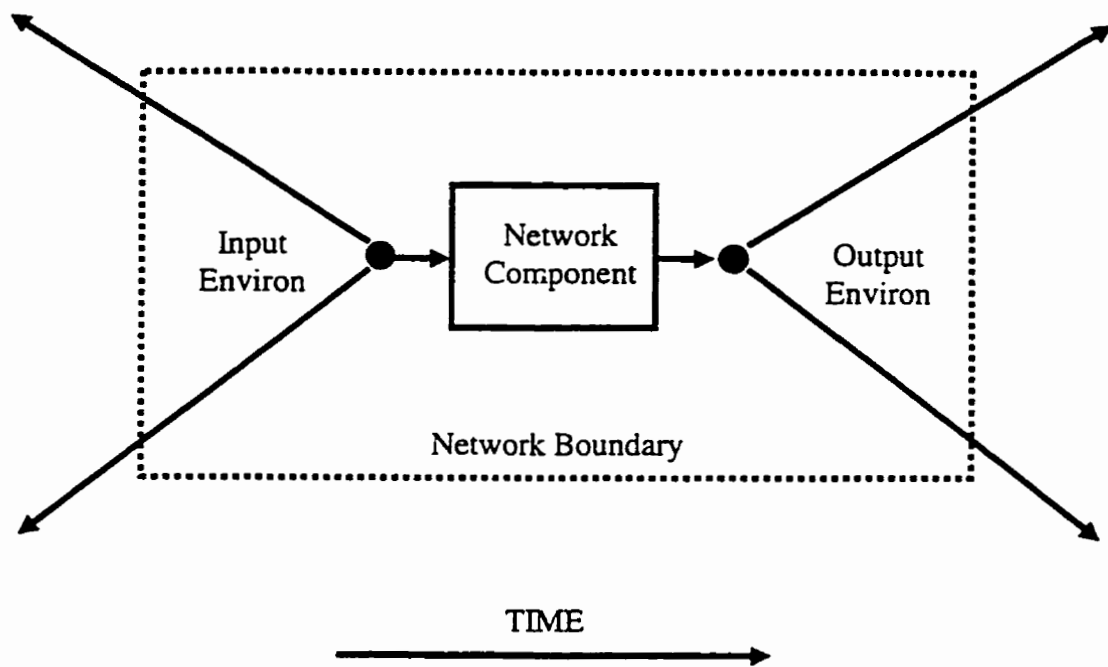 Input
Environ
Network
Component
Output
Environ
Network Boundary
TIME